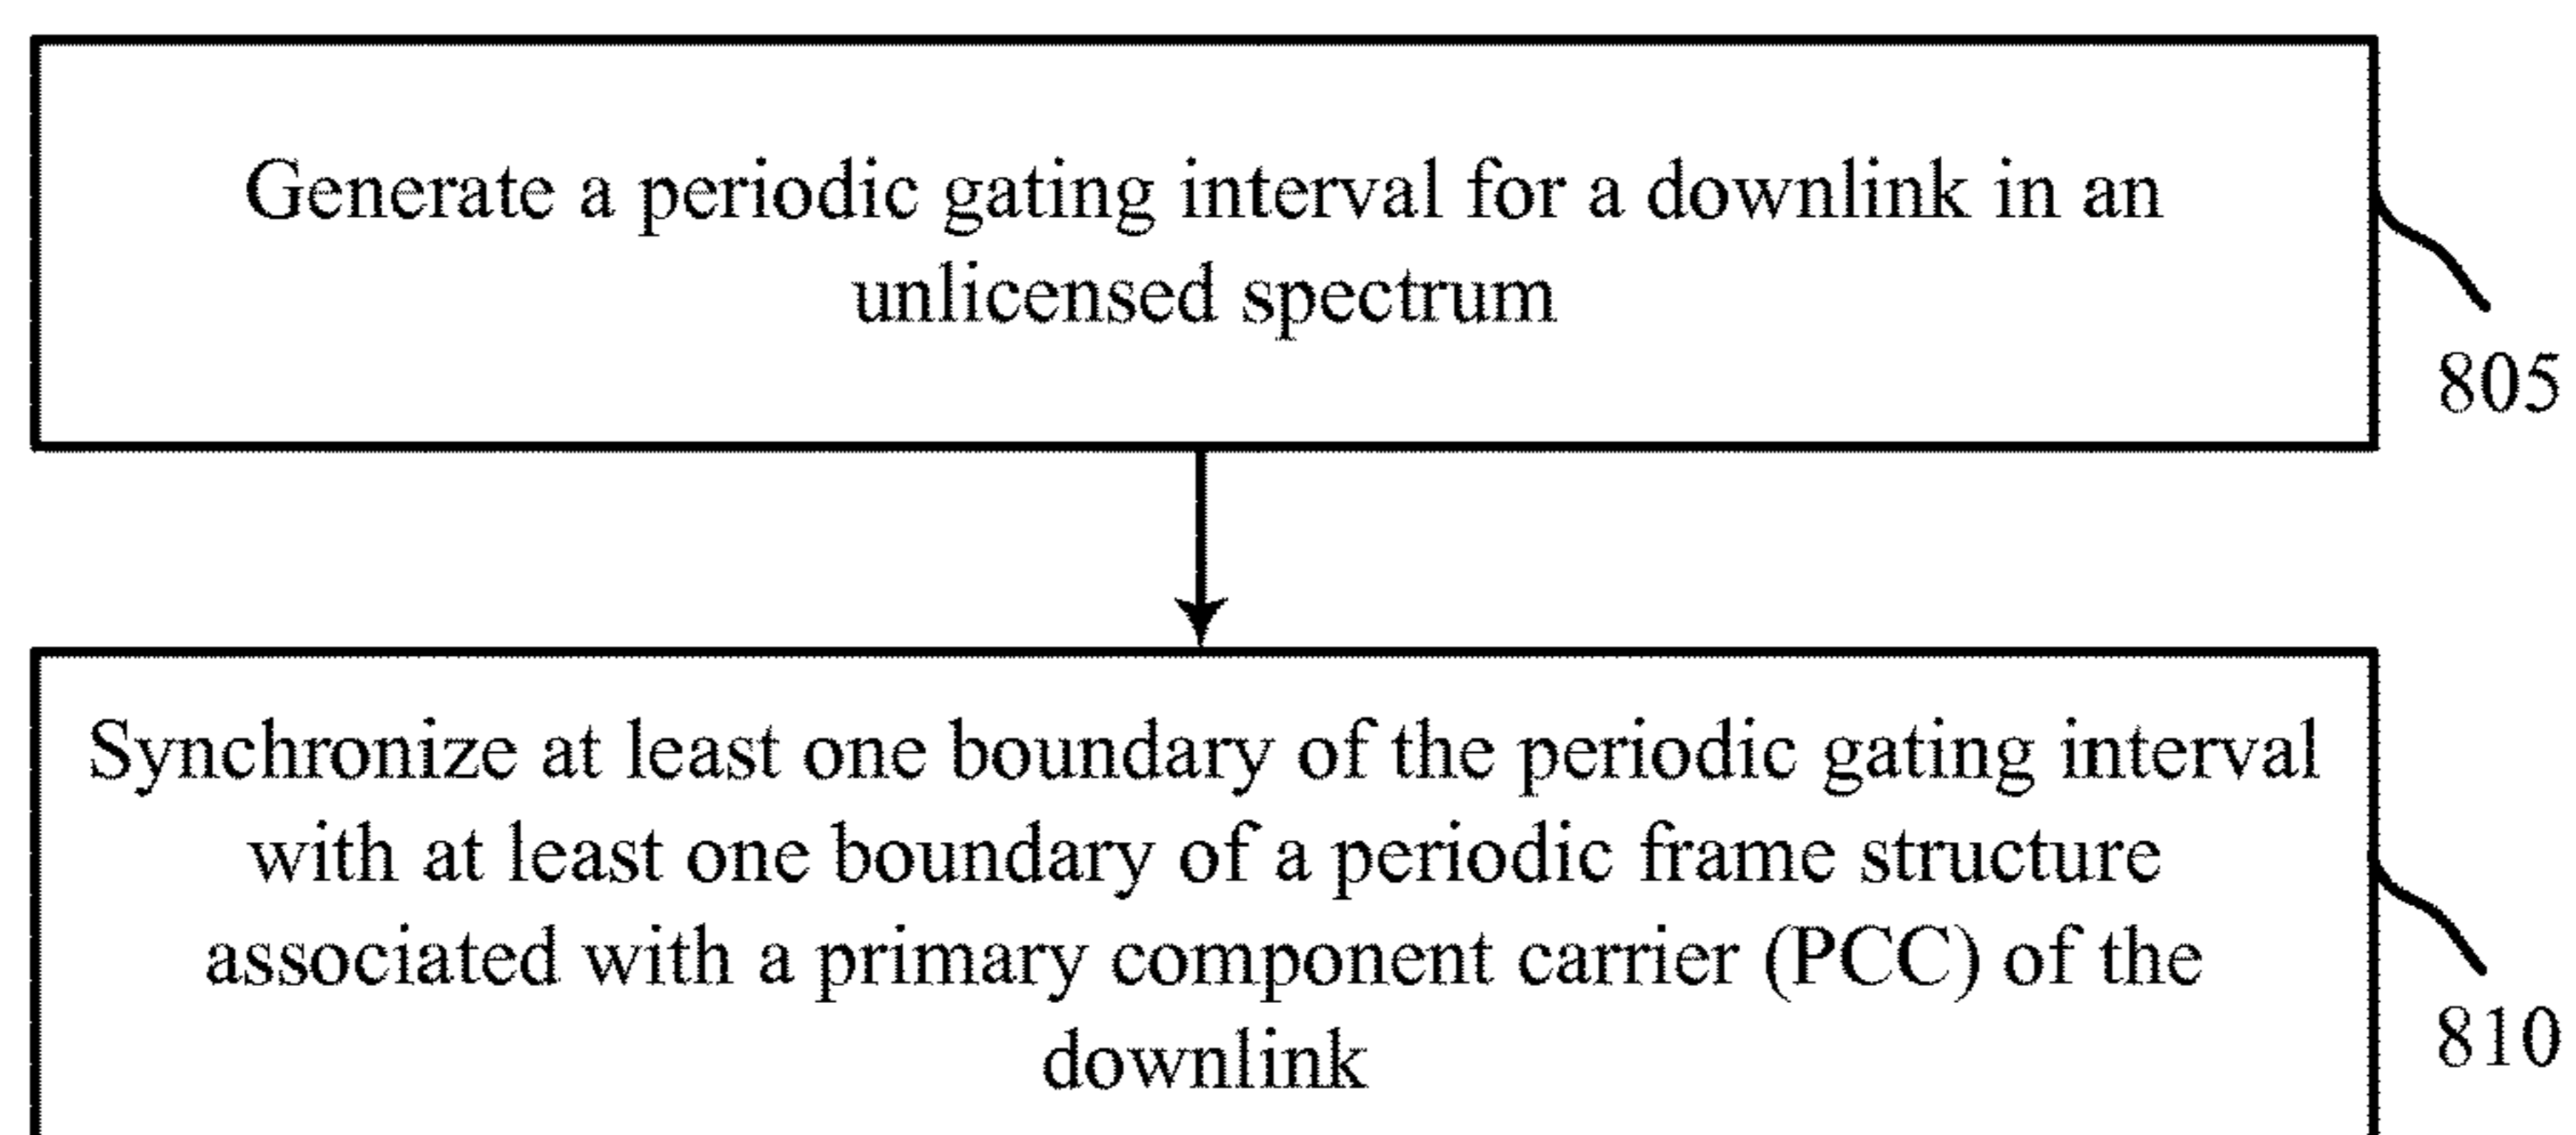 Generate a periodic gating interval for a downlink in an
unlicensed spectrum
805
Synchronize at least one boundary of the periodic gating interval
with at least one boundary of a periodic frame structure
associated with a primary component carrier (PCC) of the
downlink
810